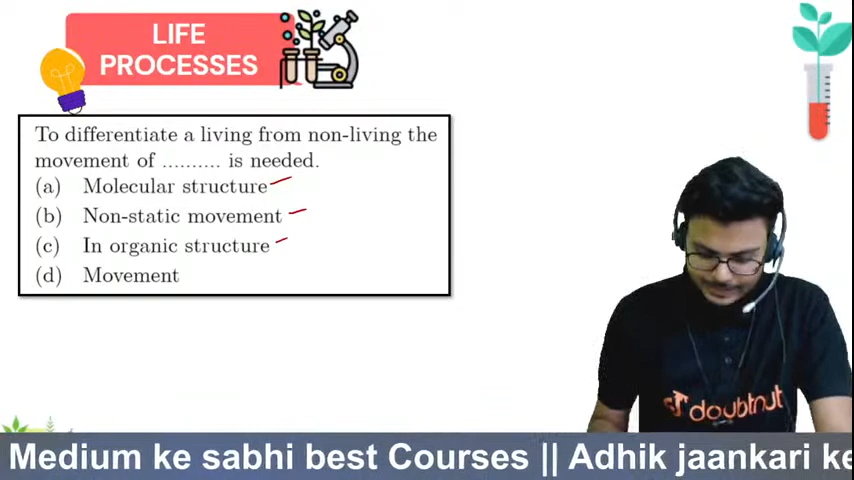 LIFE
PROCESSES
To differentiate a living from non-living the
movement of .......... is needed.
(a) Molecular structure
(b) Non-static movement
(c) In organic structure
(d) Movement
doubtnut
Medium ke sabhi best Courses || Adhik jaankari ke